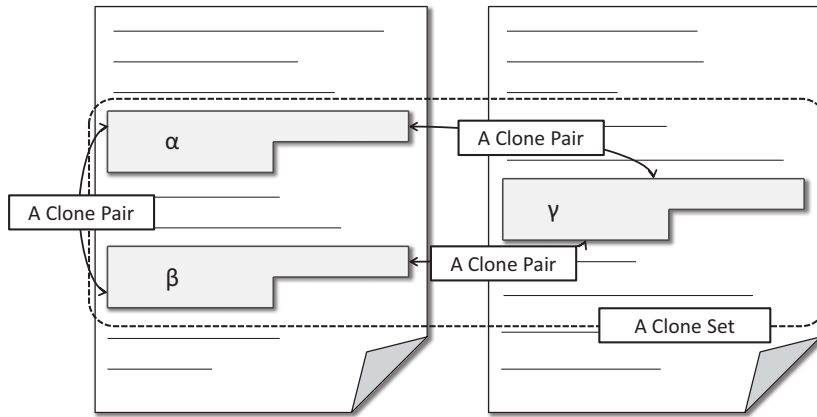 α
A Clone Pair
A Clone Pair
γ
β
A Clone Pair
A Clone Set